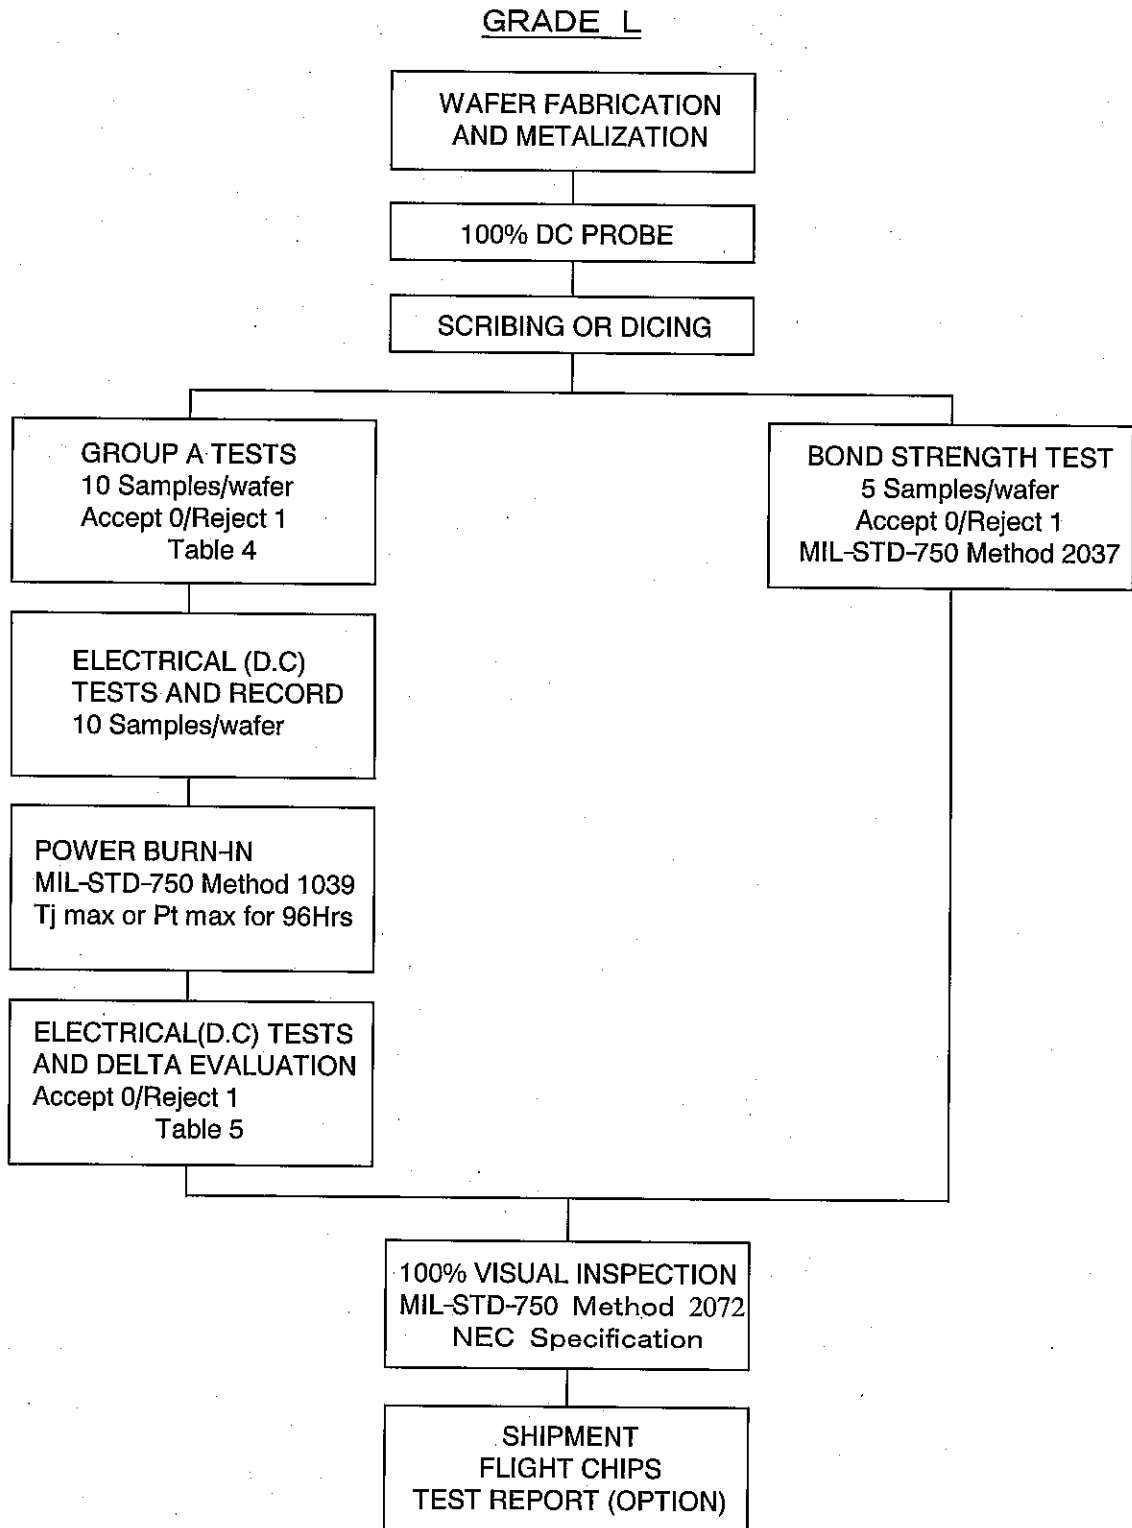 GRADE L
WAFER FABRICATION
AND METALIZATION
100% DC PROBE
SCRIBING OR DICING
GROUP A TESTS
10 Samples/wafer
Accept 0/Reject 1
Table 4
BOND STRENGTH TEST
5 Samples/wafer
Accept 0/Reject 1
MIL-STD-750 Method 2037
ELECTRICAL (D.C)
TESTS AND RECORD
10 Samples/wafer
POWER BURN-IN
MIL-STD-750 Method 1039
Tj max or Pt max for 96Hrs
ELECTRICAL(D.C) TESTS
AND DELTA EVALUATION
Accept 0/Reject 1
Table 5
100% VISUAL INSPECTION
MIL-STD-750 Method 2072
NEC Specification
SHIPMENT
FLIGHT CHIPS
TEST REPORT (OPTION)